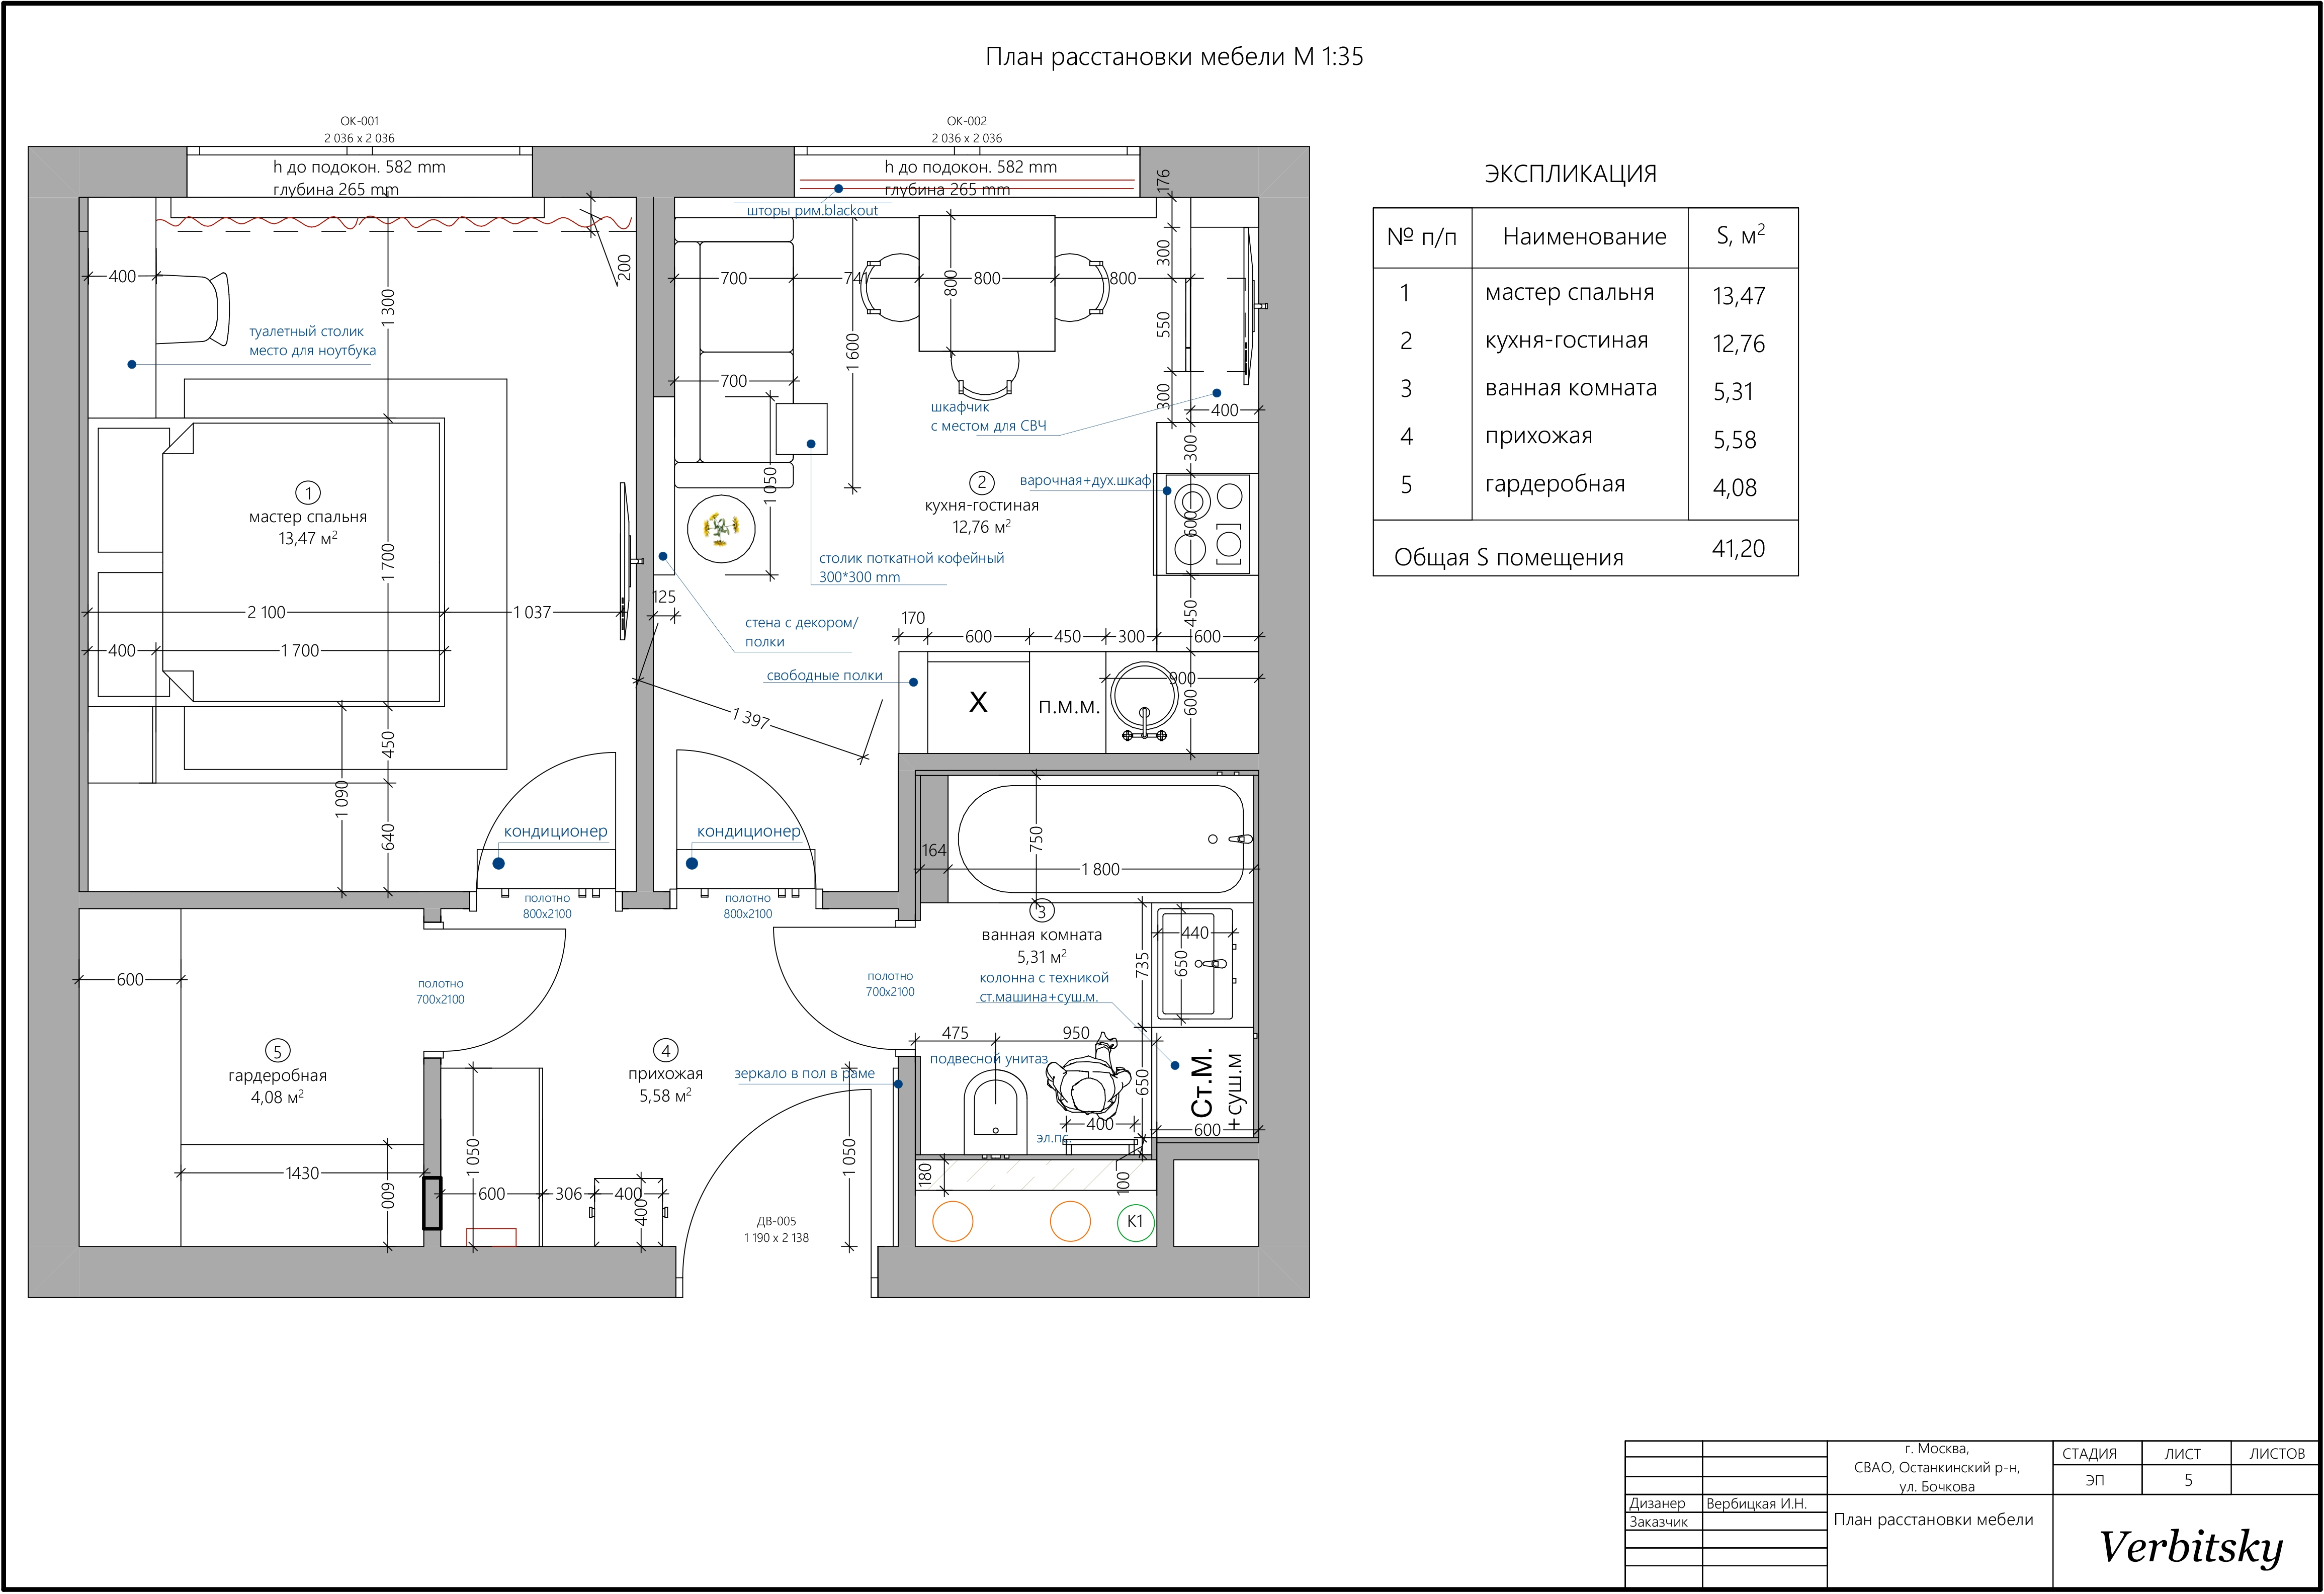 План расстановки мебели М 1:35
ОК-001
2 036 x 2 036
h до подокон. 582 mm
глубина 265 mm
ОК-002
2 036 x 2 036
h до подокон. 582 mm
глубина 265 mm
шторы рим.blackout
176
200
400
1 300
туалетный столик
место для ноутбука
700
741
800
800
800
300
550
300
700
1 600
шкафчик
с местом для СВЧ
400
300
1
мастер спальня
13,47 м²
1 700
2 100
1 037
400
1 700
450
1 090
640
1 050
2
кухня-гостиная
12,76 м²
варочная+дух.шкаф
600
столик поткатной кофейный
300*300 mm
125
стена с декором/
полки
450
170
600
450
300
600
свободные полки
X
п.м.м.
900
600
1 397
кондиционер
кондиционер
полотно
800x2100
полотно
800x2100
164
750
1 800
3
ванная комната
5,31 м²
колонна с техникой
ст.машина+суш.м.
440
650
735
600
полотно
700x2100
полотно
700x2100
5
гардеробная
4,08 м²
4
прихожая
5,58 м²
зеркало в пол в раме
475
950
подвесной унитаз
650
Ст.М.
+суш.м
400
600
эл.пс.
1430
600
1 050
600
306
400
400
1 050
ДВ-005
1 190 x 2 138
180
100
К1
ЭКСПЛИКАЦИЯ
№ п/п Наименование S, м²
1 мастер спальня 13,47
2 кухня-гостиная 12,76
3 ванная комната 5,31
4 прихожая 5,58
5 гардеробная 4,08
Общая S помещения 41,20
г. Москва,
СВАО, Останкинский р-н,
ул. Бочкова
СТАДИЯ ЛИСТ ЛИСТОВ
ЭП 5
Дизанер Вербицкая И.Н.
Заказчик
План расстановки мебели
Verbitsky